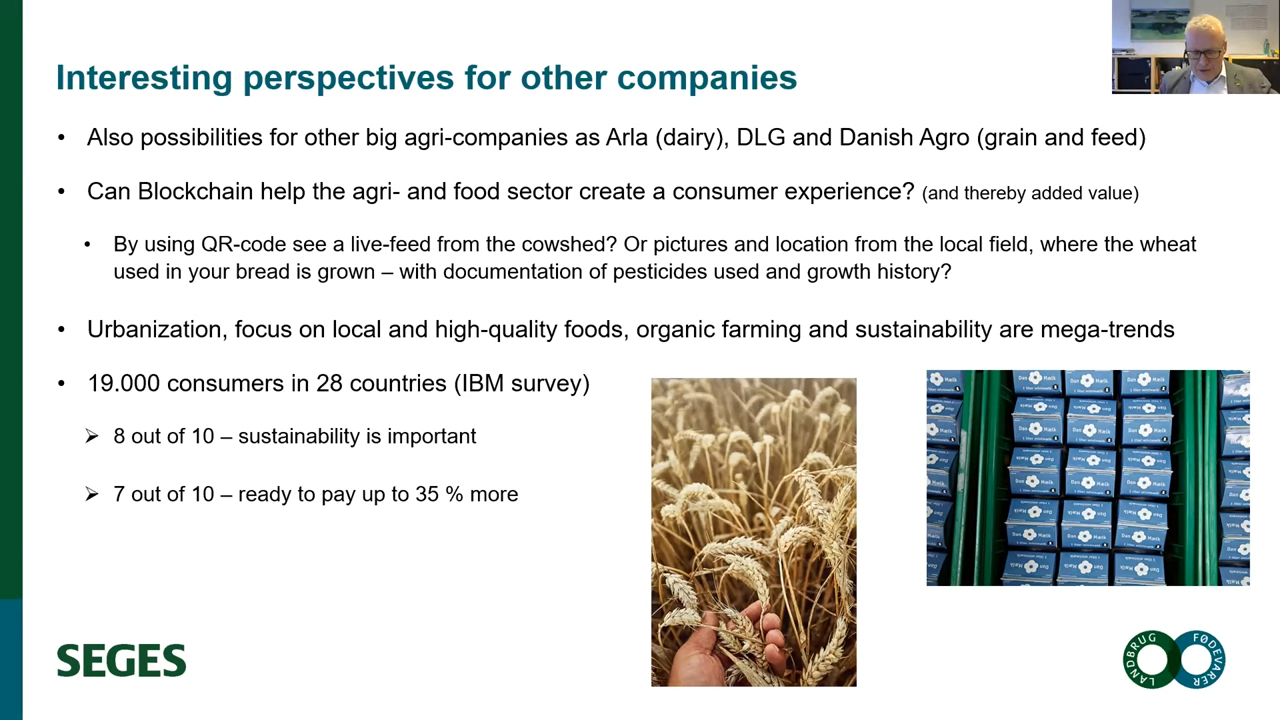 Interesting perspectives for other companies
• Also possibilities for other big agri-companies as Arla (dairy), DLG and Danish Agro (grain and feed)
• Can Blockchain help the agri- and food sector create a consumer experience? (and thereby added value)
• By using QR-code see a live-feed from the cowshed? Or pictures and location from the local field, where the wheat
used in your bread is grown – with documentation of pesticides used and growth history?
• Urbanization, focus on local and high-quality foods, organic farming and sustainability are mega-trends
• 19.000 consumers in 28 countries (IBM survey)
➢ 8 out of 10 – sustainability is important
➢ 7 out of 10 – ready to pay up to 35 % more
Dan Mælk
SEGES
LANDBRUG
FØDEVARER